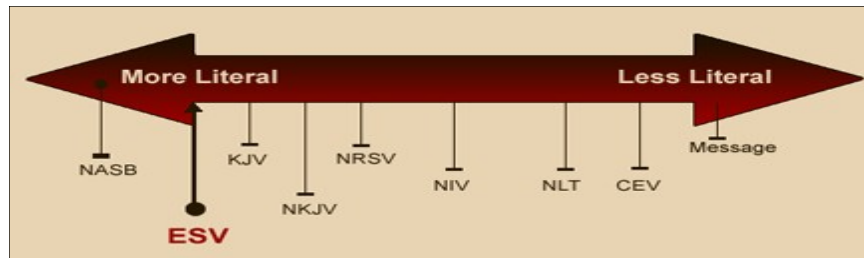 More Literal Less Literal
NASB
KJV
NKJV
NRSV
NIV
NLT
CEV
Message
ESV